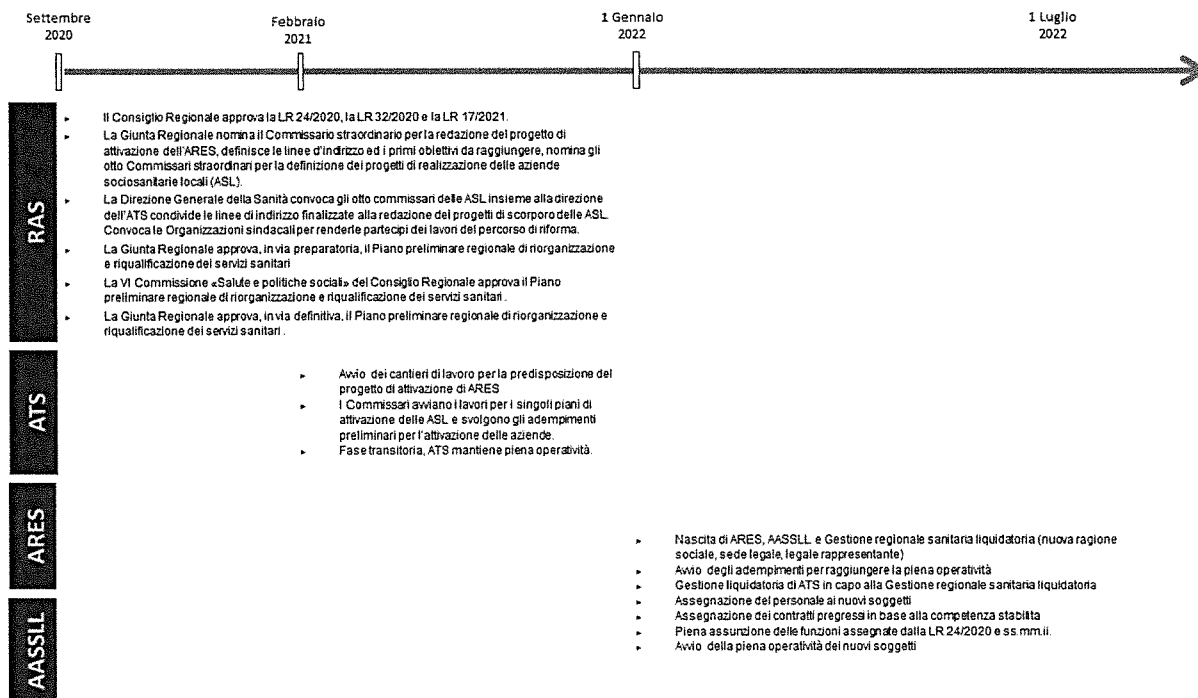 Settembre
2020
Febbraio
2021
1 Gennaio
2022
1 Luglio
2022
RAS
Il Consiglio Regionale approva la LR 24/2020, la LR 32/2020 e la LR 17/2021.
La Giunta Regionale nomina il Commissario straordinario per la redazione del progetto di
attivazione dell'ARES, definisce le linee d'indirizzo ed i primi obiettivi da raggiungere, nomina gli
otto Commissari straordinari per la definizione dei progetti di realizzazione delle aziende
sociosanitarie locali (ASL).
La Direzione Generale della Sanità convoca gli otto commissari delle ASL insieme alla direzione
dell'ATS condivide le linee di indirizzo finalizzate alla redazione dei progetti di scorporo delle ASL.
Convoca le Organizzazioni sindacali per renderle partecipi dei lavori del percorso di riforma.
La Giunta Regionale approva, in via preparatoria, il Piano preliminare regionale di riorganizzazione
e riqualificazione dei servizi sanitari
La VI Commissione «Salute e politiche sociali» del Consiglio Regionale approva il Piano
preliminare regionale di riorganizzazione e riqualificazione dei servizi sanitari.
La Giunta Regionale approva, in via definitiva, il Piano preliminare regionale di riorganizzazione e
riqualificazione dei servizi sanitari.
ATS
Avvio dei cantieri di lavoro per la predisposizione del
progetto di attivazione di ARES
I Commissari avviano i lavori per i singoli piani di
attivazione delle ASL e svolgono gli adempimenti
preliminari per l'attivazione delle aziende.
Fase transitoria, ATS mantiene piena operatività.
ARES
AASSLL
Nascita di ARES, AASSLL e Gestione regionale sanitaria liquidatoria (nuova ragione
sociale, sede legale, legale rappresentante)
Avvio degli adempimenti per raggiungere la piena operatività
Gestione liquidatoria di ATS in capo alla Gestione regionale sanitaria liquidatoria
Assegnazione del personale ai nuovi soggetti
Assegnazione dei contratti pregressi in base alla competenza stabilita
Piena assunzione delle funzioni assegnate dalla LR 24/2020 e ss.mm.ii.
Avvio della piena operatività dei nuovi soggetti